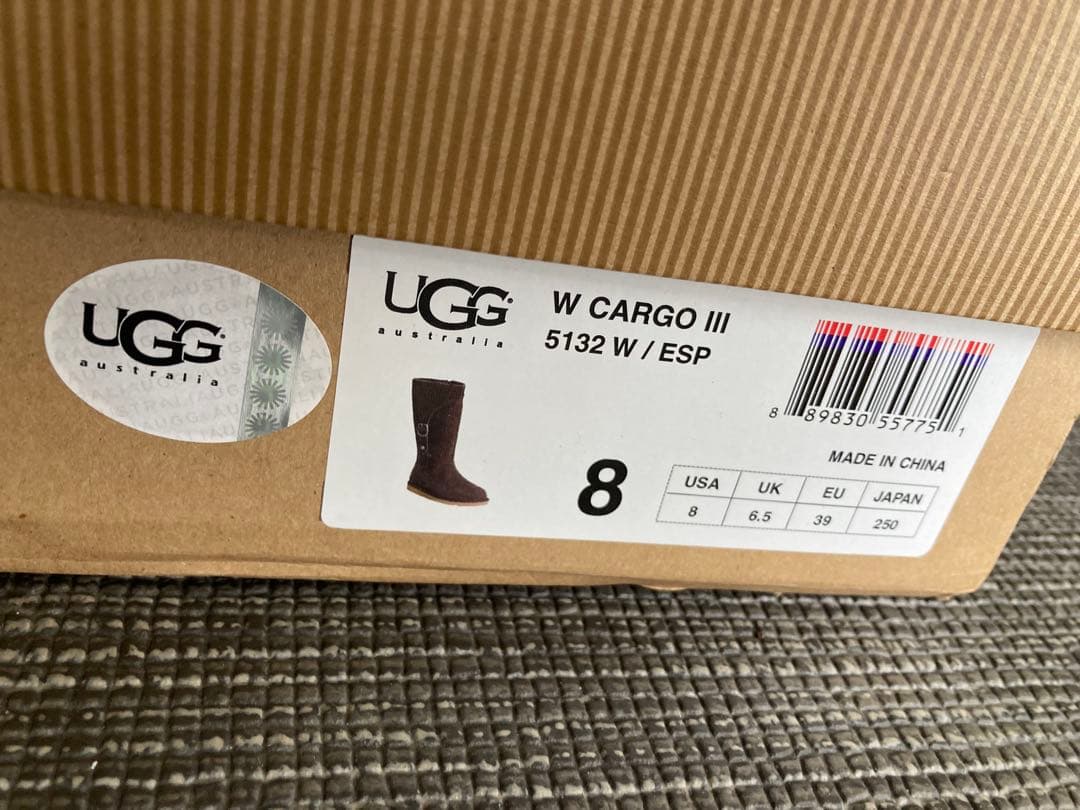 UGG
australia
UGG
australia
W CARGO III
5132 W / ESP
8 89830 55775 1
MADE IN CHINA
8
USA UK EU JAPAN
8 6.5 39 250